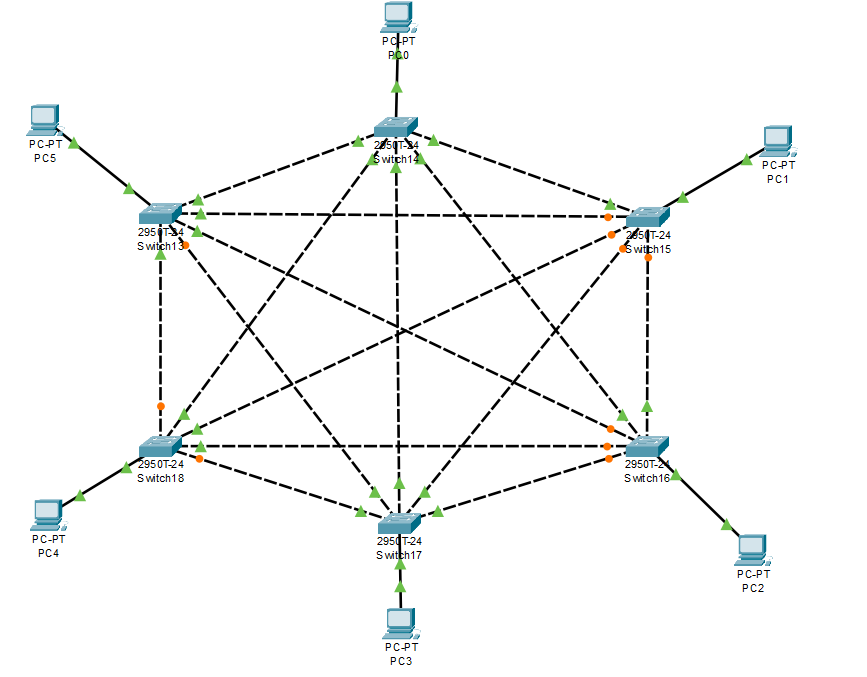 PC-PT
PC0
PC-PT
PC5
2950T-24
Switch14
PC-PT
PC1
2950T-24
Switch13
2950T-24
Switch15
2950T-24
Switch18
2950T-24
Switch16
PC-PT
PC4
2950T-24
Switch17
PC-PT
PC2
PC-PT
PC3